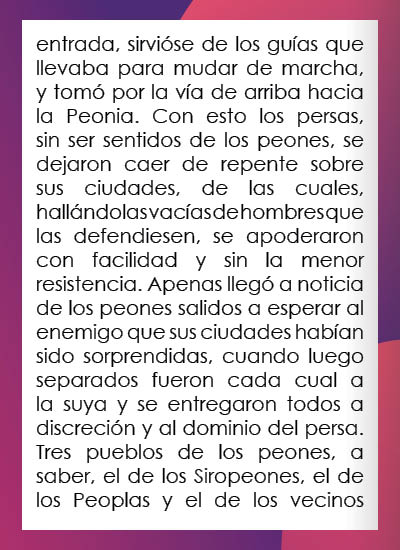 entrada, sirvióse de los guías que
llevaba para mudar de marcha,
y tomó por la vía de arriba hacia
la Peonia. Con esto los persas,
sin ser sentidos de los peones, se
dejaron caer de repente sobre
sus ciudades, de las cuales,
hallándolas vacías de hombres que
las defendiesen, se apoderaron
con facilidad y sin la menor
resistencia. Apenas llegó a noticia
de los peones salidos a esperar al
enemigo que sus ciudades habían
sido sorprendidas, cuando luego
separados fueron cada cual a
la suya y se entregaron todos a
discreción y al dominio del persa.
Tres pueblos de los peones, a
saber, el de los Siropeones, el de
los Peoplas y el de los vecinos